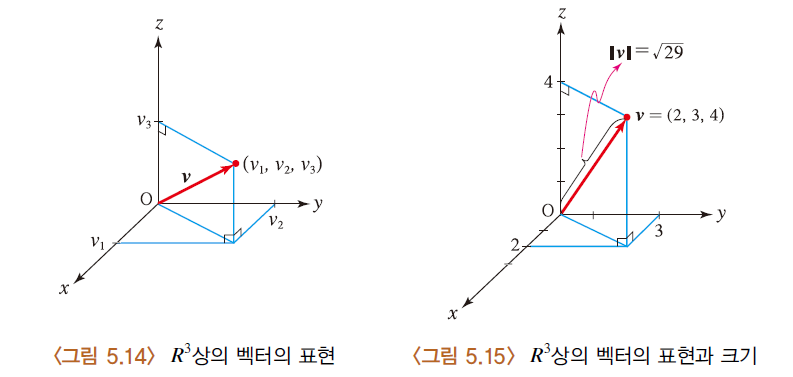 z
v₃
(v₁, v₂, v₃)
v
O
y
v₂
v₁
x
〈그림 5.14〉 R³상의 벡터의 표현
z
‖v‖=√29
4
v = (2, 3, 4)
O
y
3
2
x
〈그림 5.15〉 R³상의 벡터의 표현과 크기